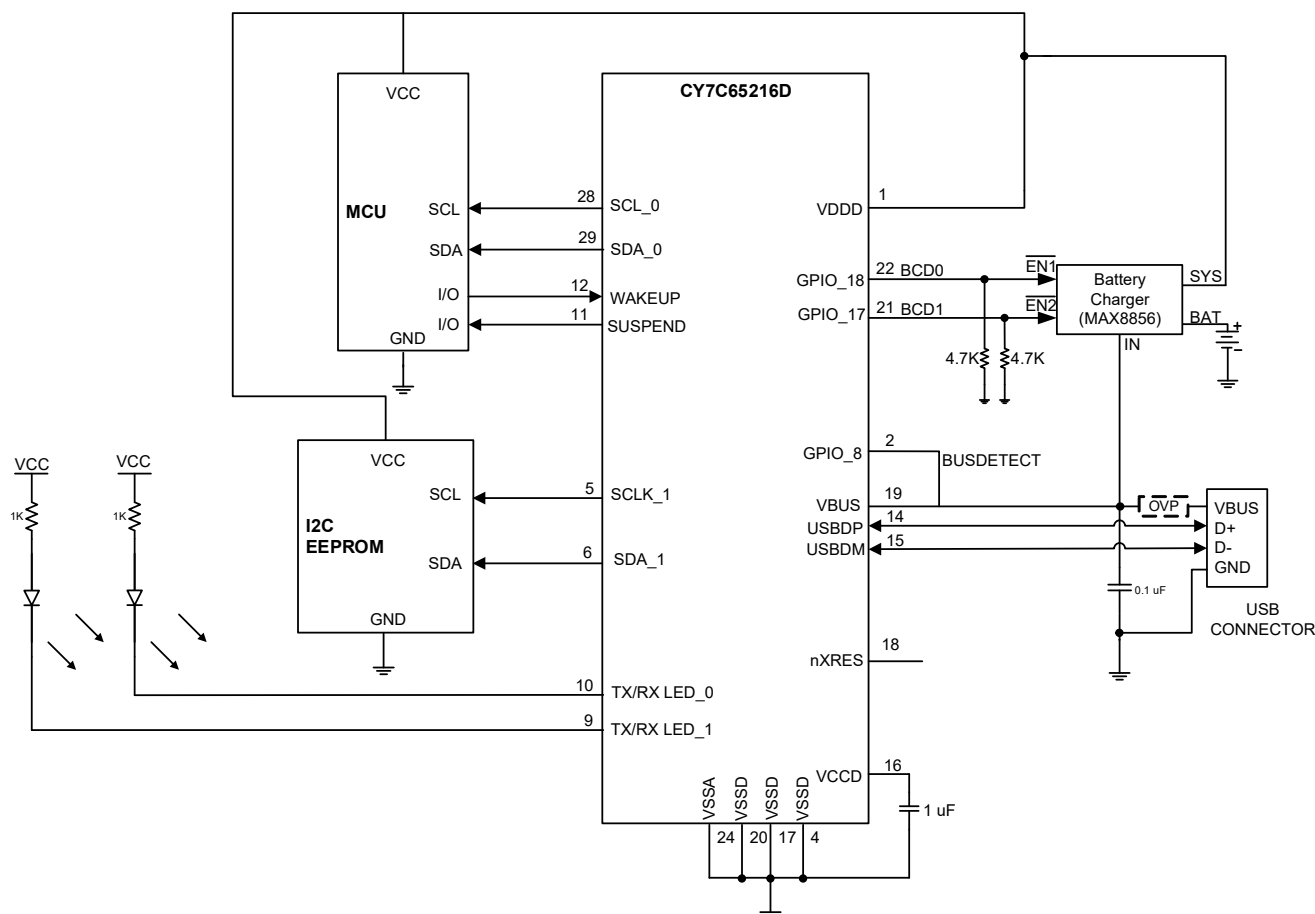 CY7C65216D
VCC
MCU
SCL
SDA
I/O
I/O
GND
28
SCL_0
29
SDA_0
12
WAKEUP
11
SUSPEND
1
VDDD
22 BCD0
GPIO_18
21 BCD1
GPIO_17
EN1
EN2
4.7K
4.7K
Battery
Charger
(MAX8856)
SYS
BAT
IN
+
-
VCC
I2C
EEPROM
SCL
SDA
GND
5
SCLK_1
6
SDA_1
VCC
VCC
1K
1K
2
GPIO_8
BUSDETECT
19
VBUS
14
USBDP
15
USBDM
OVP
VBUS
D+
D-
GND
0.1 uF
USB
CONNECTOR
18
nXRES
10
TX/RX LED_0
9
TX/RX LED_1
16
VCCD
1 uF
VSSA
VSSD
VSSD
VSSD
24
20
17
4